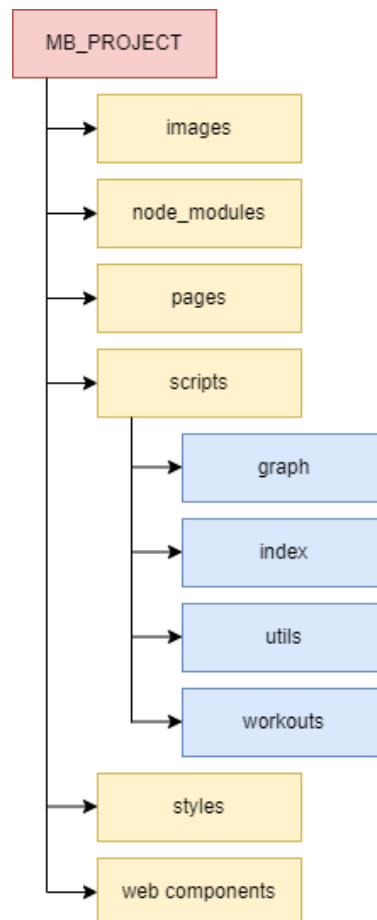 MB_PROJECT
images
node_modules
pages
scripts
graph
index
utils
workouts
styles
web components